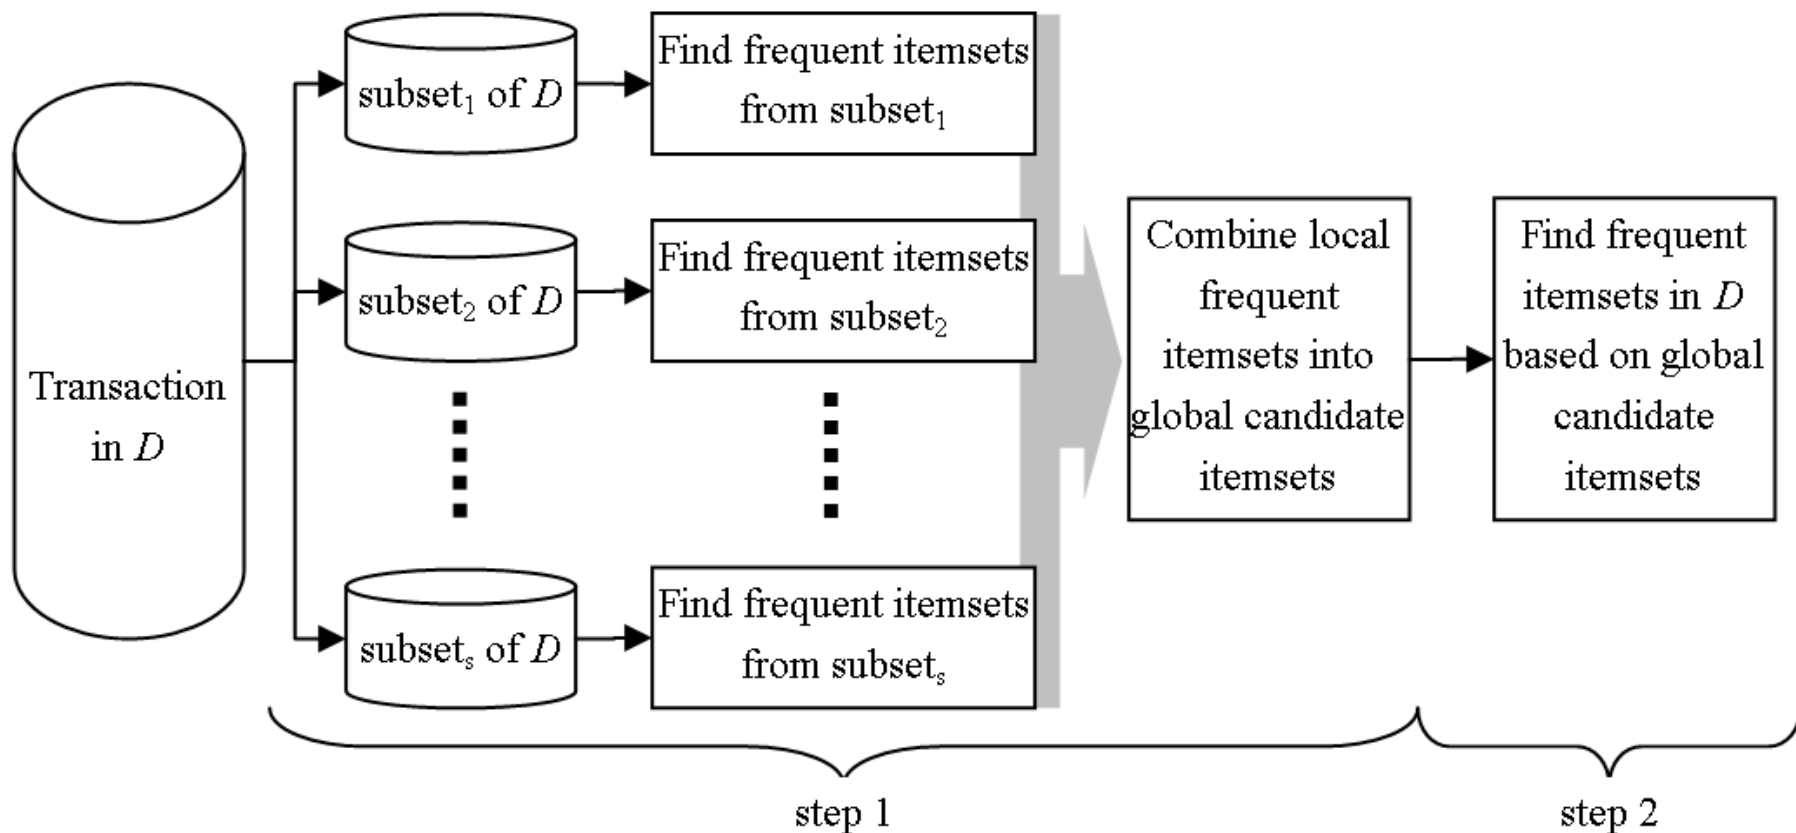 Transaction
in D
subset₁ of D
Find frequent itemsets
from subset₁
subset₂ of D
Find frequent itemsets
from subset₂
subsetₛ of D
Find frequent itemsets
from subsetₛ
Combine local
frequent
itemsets into
global candidate
itemsets
Find frequent
itemsets in D
based on global
candidate
itemsets
step 1
step 2